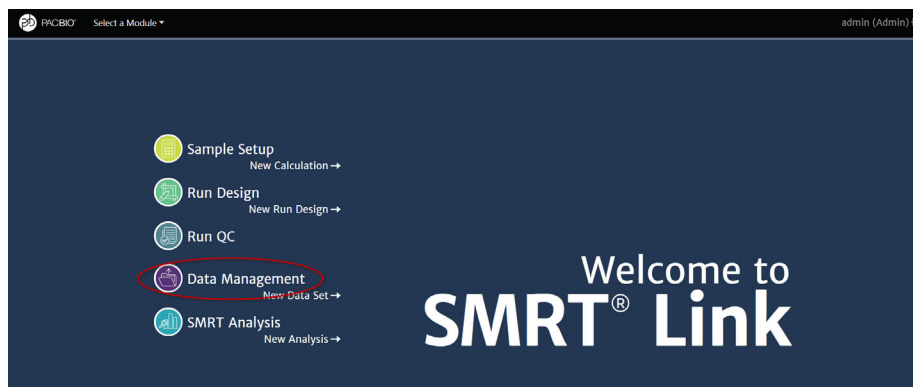 PACBIO® Select a Module admin (Admin)
Sample Setup
New Calculation →
Run Design
New Run Design →
Run QC
Data Management
New Data Set →
SMRT Analysis
New Analysis →
Welcome to
SMRT® Link